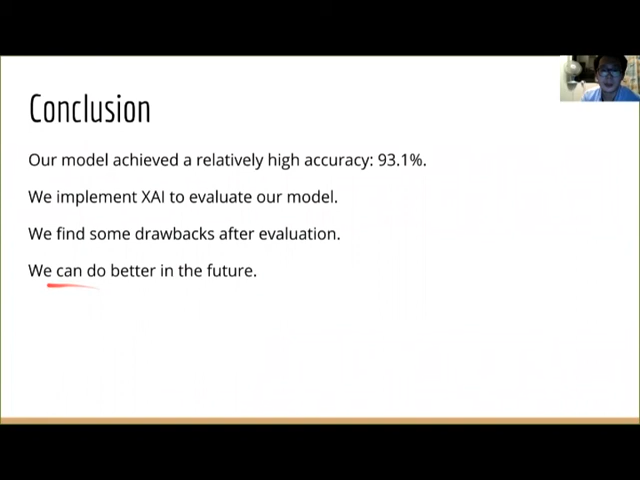 Conclusion
Our model achieved a relatively high accuracy: 93.1%.
We implement XAI to evaluate our model.
We find some drawbacks after evaluation.
We can do better in the future.